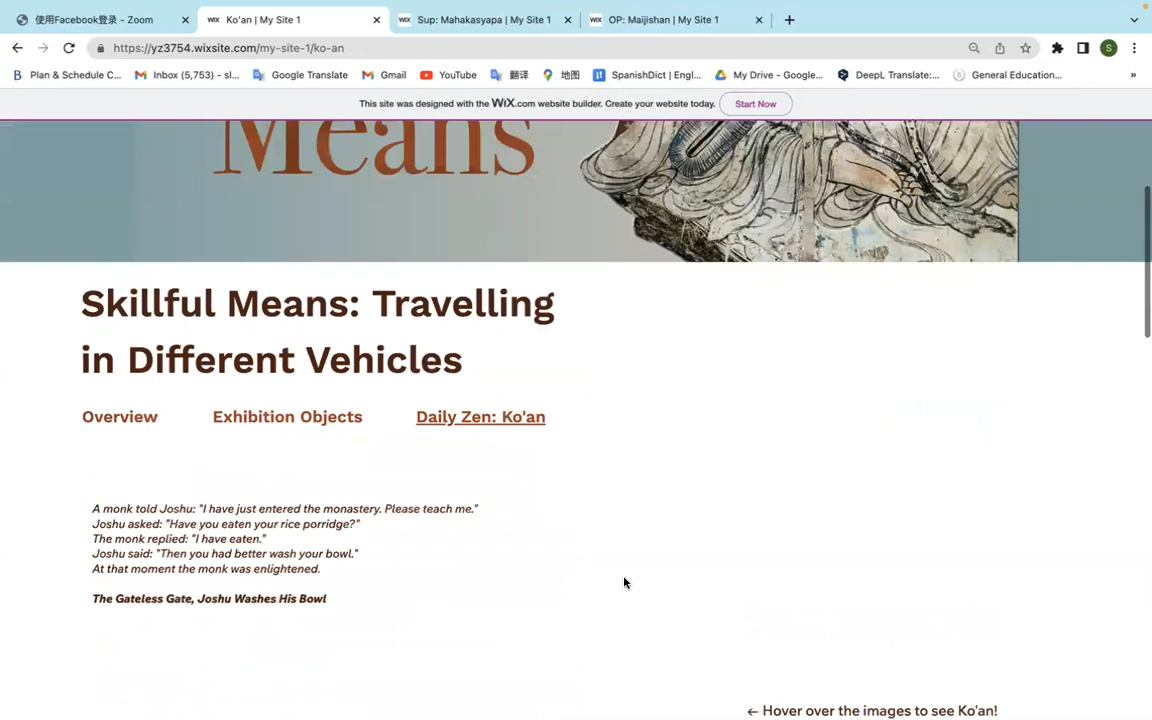 使用Facebook登录 - Zoom
WIX Ko'an | My Site 1
WIX Sup: Mahakasyapa | My Site 1
WIX OP: Maijishan | My Site 1
https://yz3754.wixsite.com/my-site-1/ko-an
S
B Plan & Schedule C...
Inbox (5,753) - sl...
Google Translate
Gmail
YouTube
翻译
地图
SpanishDict | Engl...
My Drive - Google...
DeepL Translate:...
General Education...
»
This site was designed with the WiX.com website builder. Create your website today.
Start Now
Means
Skillful Means: Travelling
in Different Vehicles
Overview
Exhibition Objects
Daily Zen: Ko'an
A monk told Joshu: "I have just entered the monastery. Please teach me."
Joshu asked: "Have you eaten your rice porridge?"
The monk replied: "I have eaten."
Joshu said: "Then you had better wash your bowl."
At that moment the monk was enlightened.
The Gateless Gate, Joshu Washes His Bowl
← Hover over the images to see Ko'an!